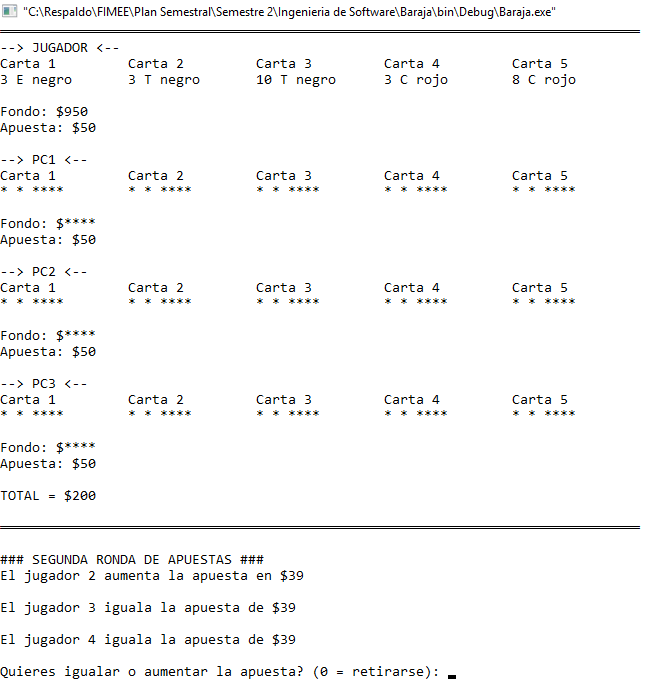 "C:\Respaldo\FIMEE\Plan Semestral\Semestre 2\Ingenieria de Software\Baraja\bin\Debug\Baraja.exe"
--> JUGADOR <--
Carta 1 Carta 2 Carta 3 Carta 4 Carta 5
3 E negro 3 T negro 10 T negro 3 C rojo 8 C rojo
Fondo: $950
Apuesta: $50
--> PC1 <--
Carta 1 Carta 2 Carta 3 Carta 4 Carta 5
* * **** * * **** * * **** * * **** * * ****
Fondo: $****
Apuesta: $50
--> PC2 <--
Carta 1 Carta 2 Carta 3 Carta 4 Carta 5
* * **** * * **** * * **** * * **** * * ****
Fondo: $****
Apuesta: $50
--> PC3 <--
Carta 1 Carta 2 Carta 3 Carta 4 Carta 5
* * **** * * **** * * **** * * **** * * ****
Fondo: $****
Apuesta: $50
TOTAL = $200
### SEGUNDA RONDA DE APUESTAS ###
El jugador 2 aumenta la apuesta en $39
El jugador 3 iguala la apuesta de $39
El jugador 4 iguala la apuesta de $39
Quieres igualar o aumentar la apuesta? (0 = retirarse):